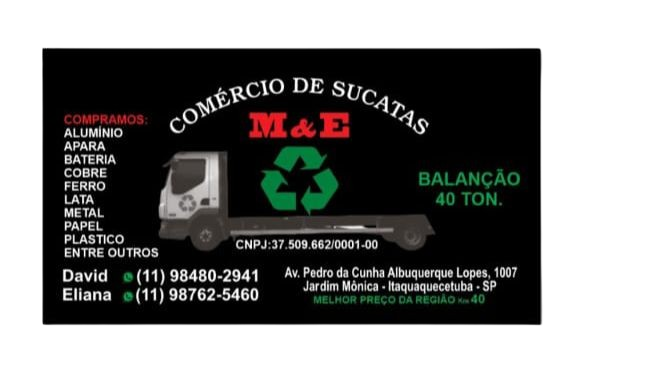 COMÉRCIO DE SUCATAS
M & E
COMPRAMOS:
ALUMÍNIO
APARA
BATERIA
COBRE
FERRO
LATA
METAL
PAPEL
PLASTICO
ENTRE OUTROS
BALANÇÃO
40 TON.
CNPJ:37.509.662/0001-00
David (11) 98480-2941
Eliana (11) 98762-5460
Av. Pedro da Cunha Albuquerque Lopes, 1007
Jardim Mônica - Itaquaquecetuba - SP
MELHOR PREÇO DA REGIÃO Km 40